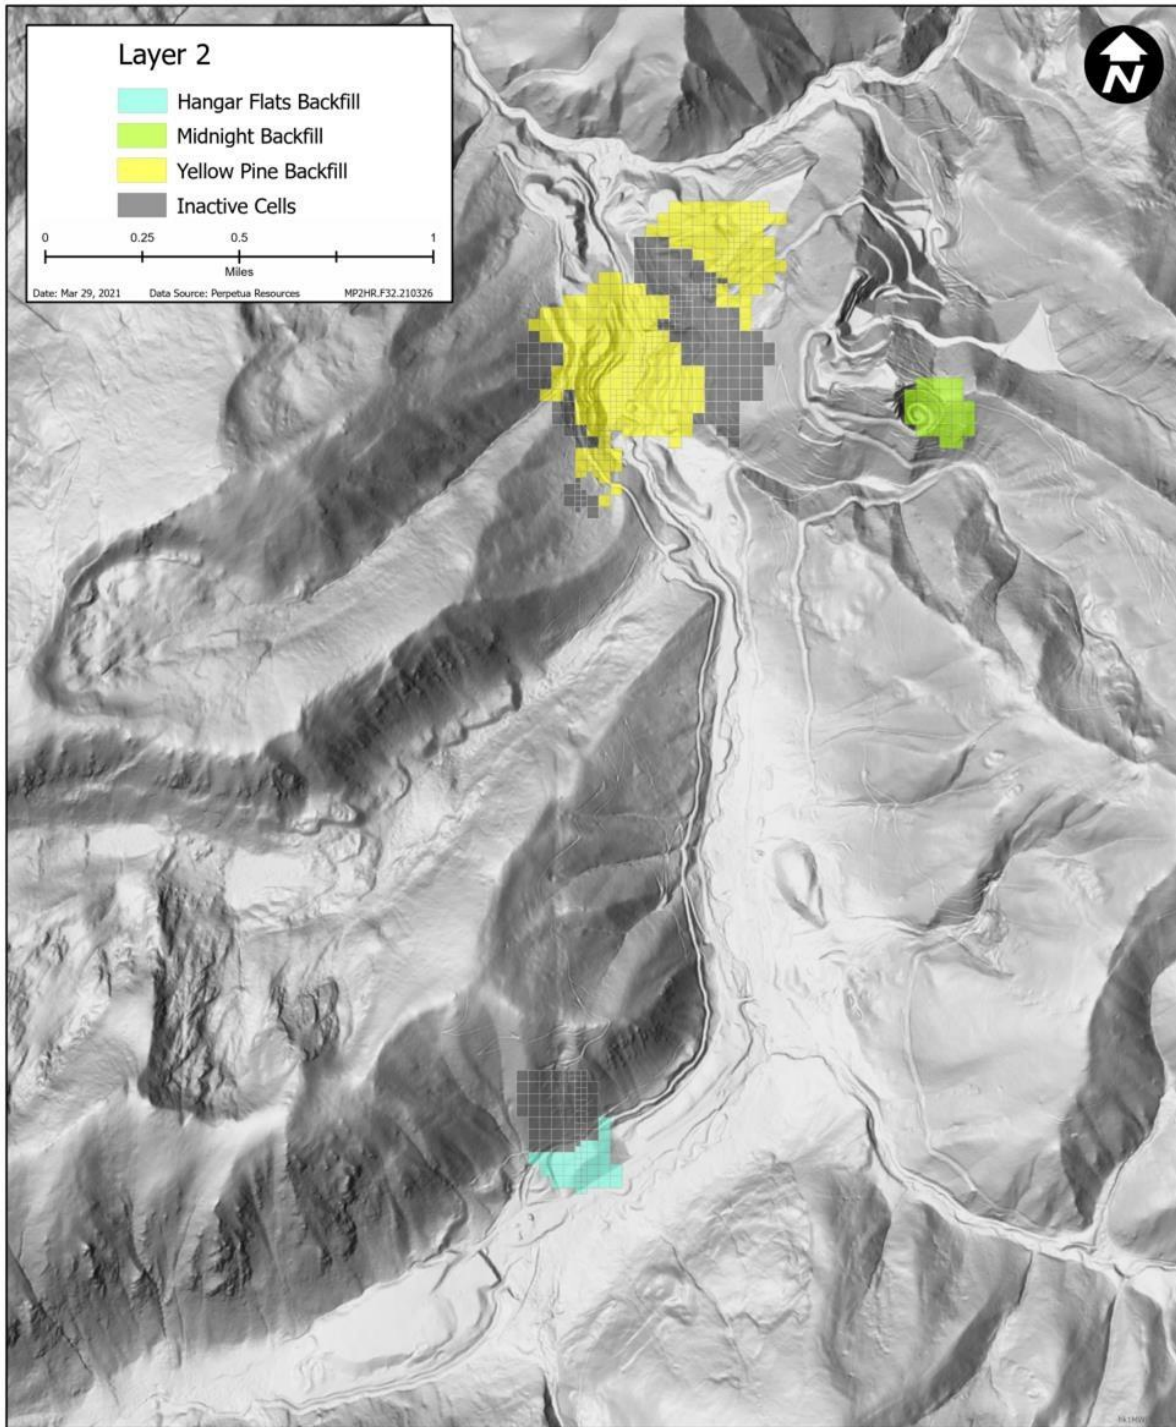 Layer 2
Hangar Flats Backfill
Midnight Backfill
Yellow Pine Backfill
Inactive Cells
0 0.25 0.5 1
Miles
Date: Mar 29, 2021 Data Source: Perpetua Resources MP2HR.F32.210326
N